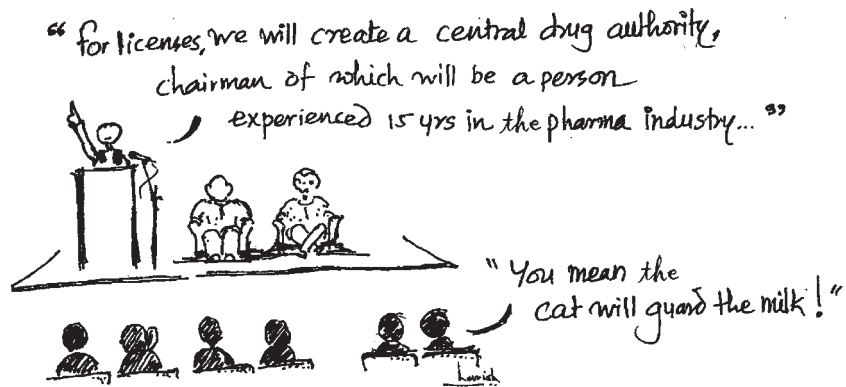 “ for licenses, we will create a central drug authority,
chairman of which will be a person
experienced 15 yrs in the pharma industry... ”
“ You mean the
cat will guard the milk ! ”